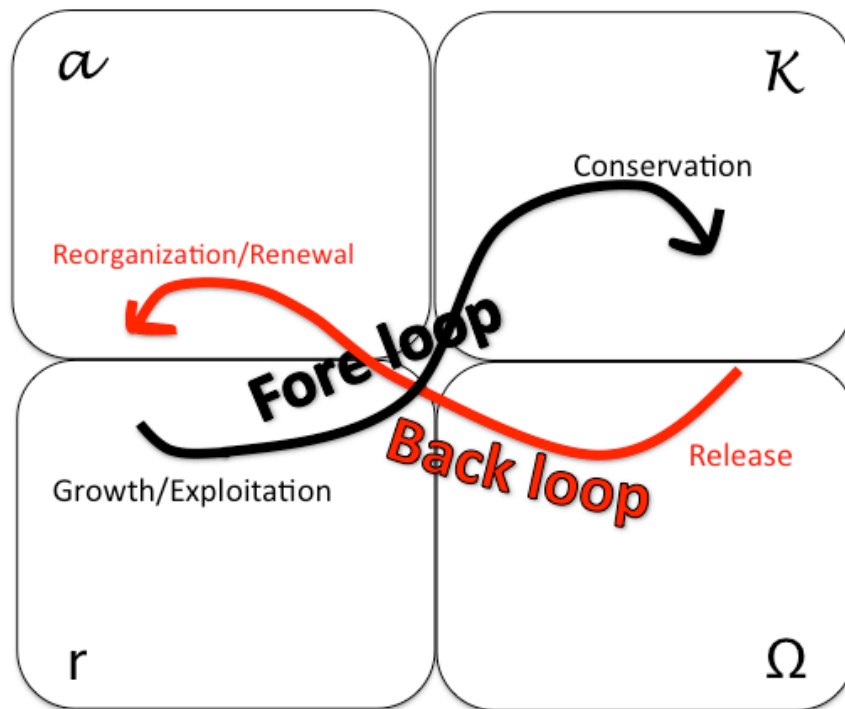 α
K
Conservation
Reorganization/Renewal
Fore loop
Back loop
Release
Growth/Exploitation
r
Ω